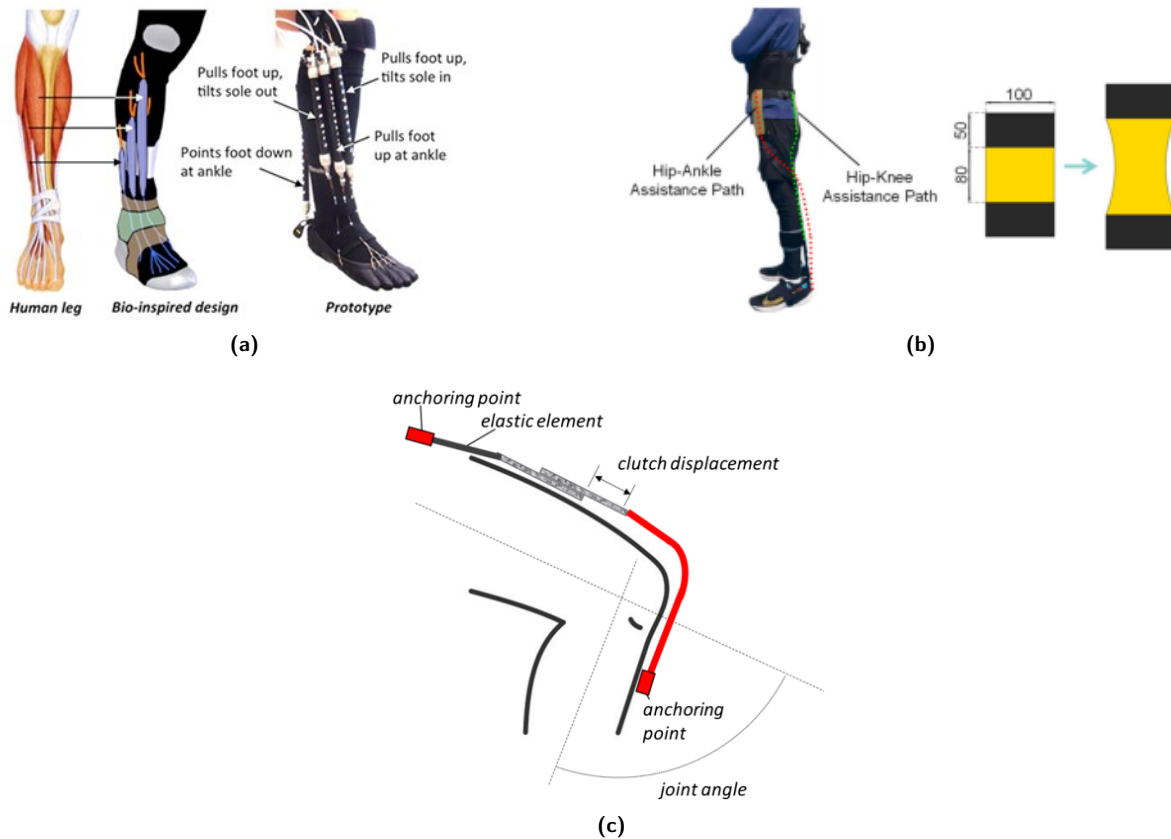 Pulls foot up,
tilts sole out
Pulls foot up,
tilts sole in
Pulls foot
up at ankle
Points foot down
at ankle
Human leg
Bio-inspired design
Prototype
(a)
100
50
80
Hip-Ankle
Assistance Path
Hip-Knee
Assistance Path
(b)
anchoring point
elastic element
clutch displacement
anchoring
point
joint angle
(c)